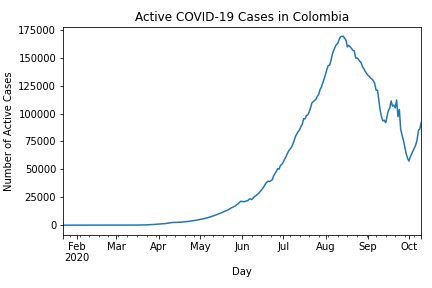 Active COVID-19 Cases in Colombia
Number of Active Cases
175000
150000
125000
100000
75000
50000
25000
0
Feb Mar Apr May Jun Jul Aug Sep Oct
2020
Day